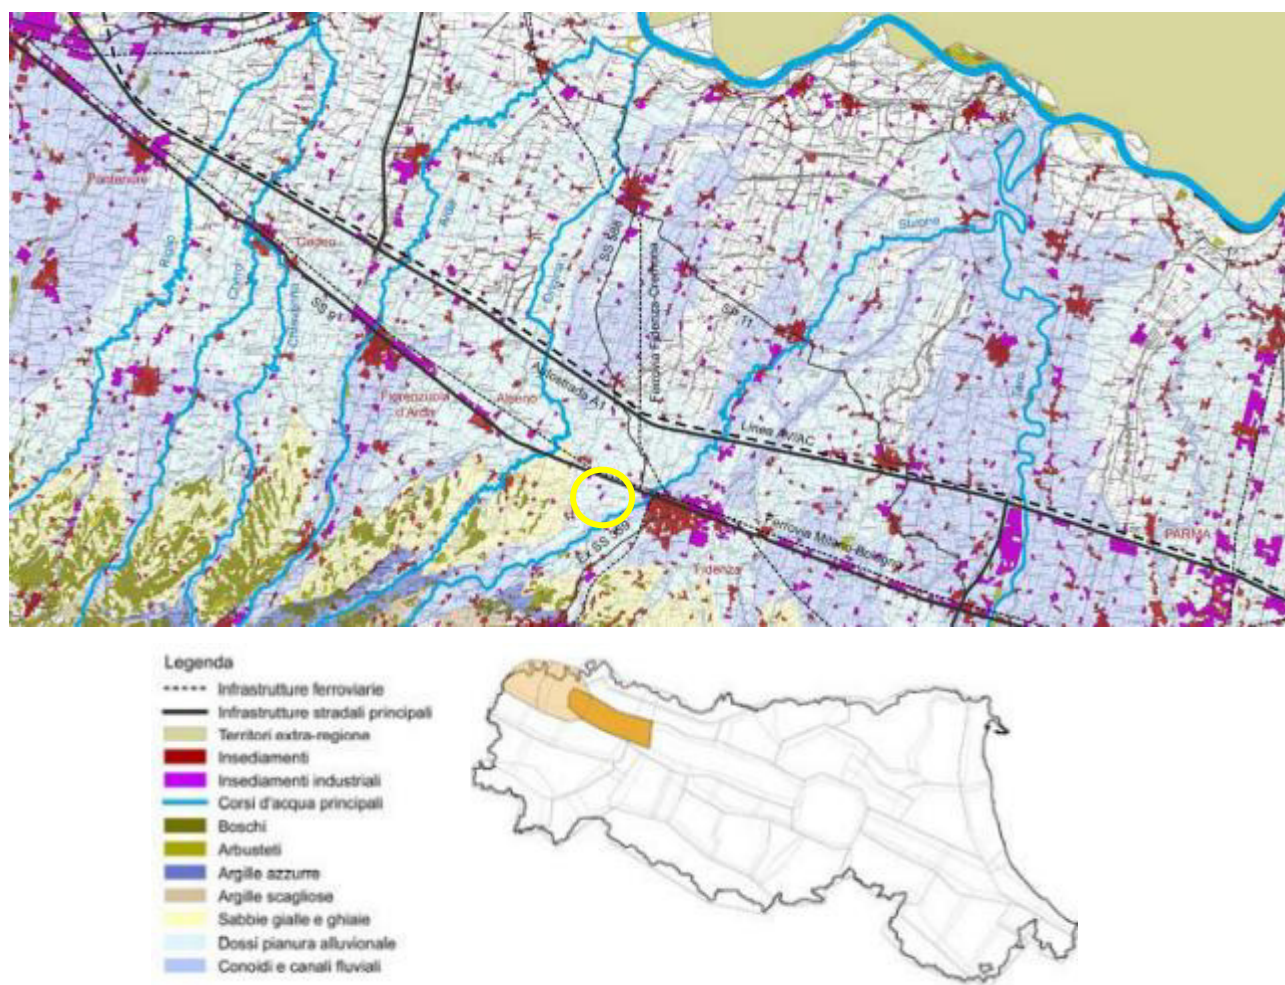 Pontenure
Riglio
Chero
Chiavenna
Cadeo
Arda
SS 9
Fiorenzuola
d'Arda
Alseno
Ongina
SS 588
Autostrada A1
Ferrovia Fidenza-Cremona
SP 11
Stirone
Taro
Linea AV/AC
Ex SS 359
Fidenza
Ferrovia Milano-Bologna
PARMA
Legenda
Infrastrutture ferroviarie
Infrastrutture stradali principali
Territori extra-regione
Insediamenti
Insediamenti industriali
Corsi d'acqua principali
Boschi
Arbusteti
Argille azzurre
Argille scagliose
Sabbie gialle e ghiaie
Dossi pianura alluvionale
Conoidi e canali fluviali